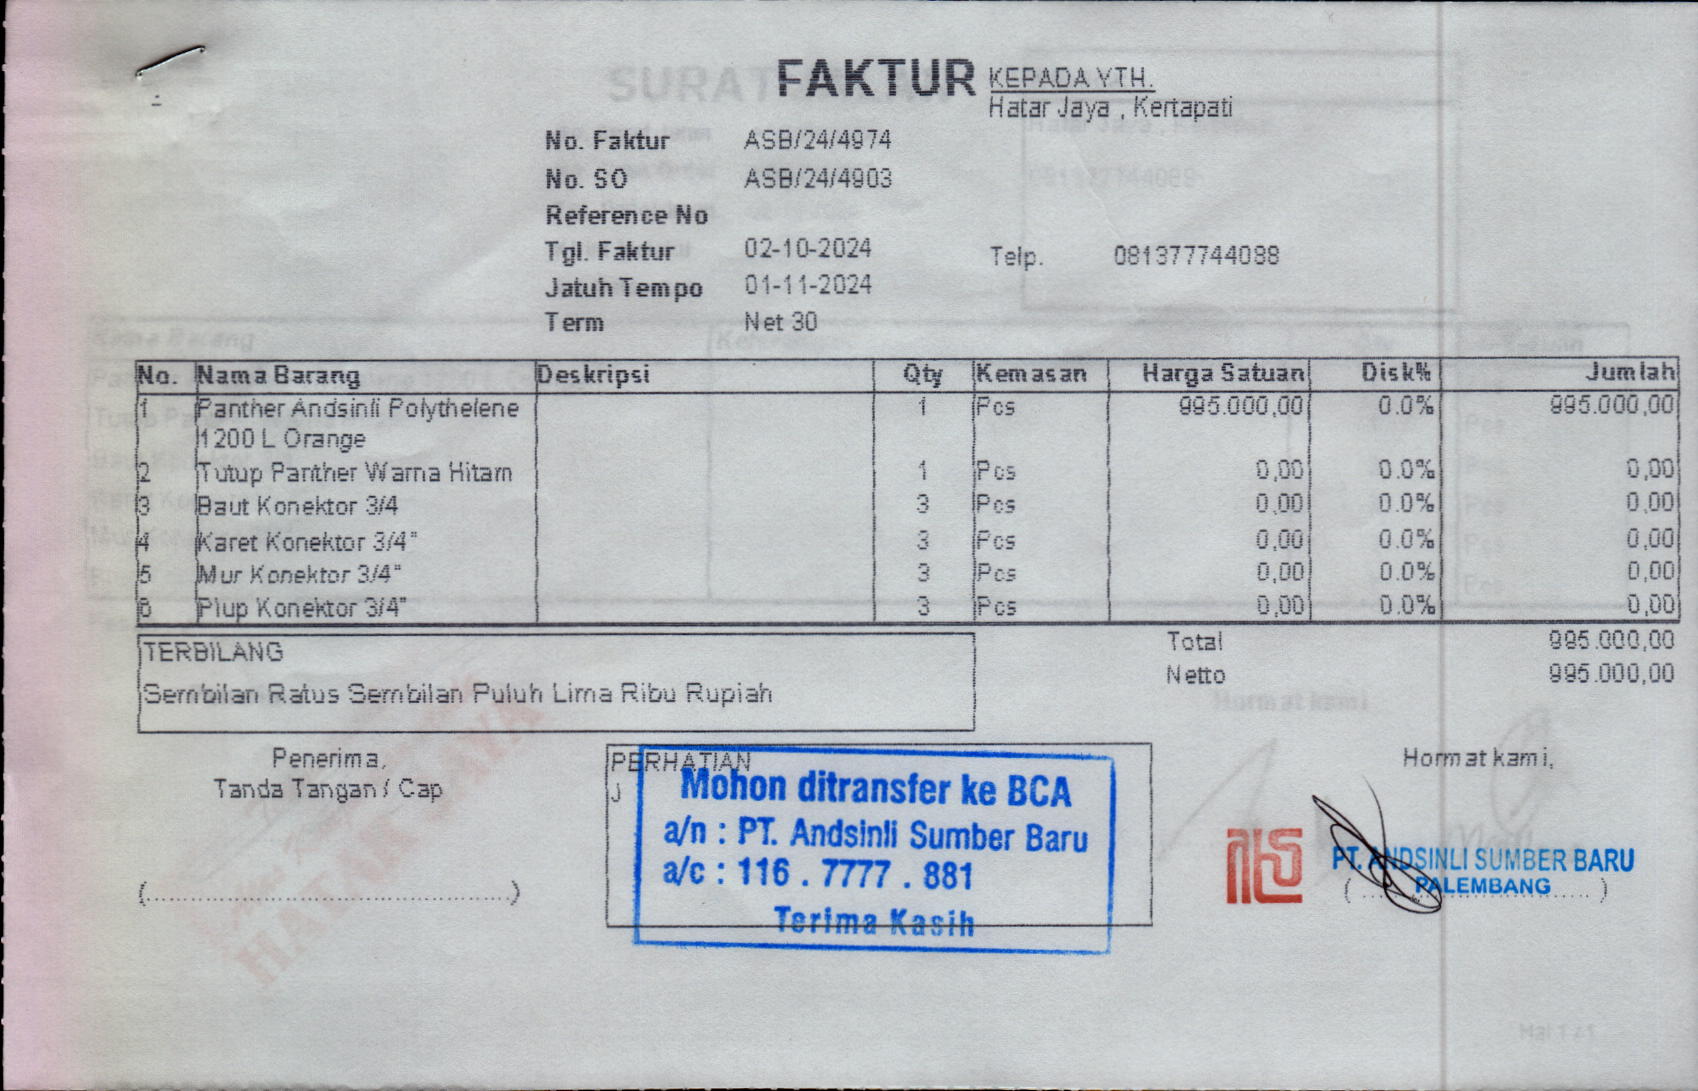 FAKTUR
KEPADA YTH.
Hatar Jaya , Kertapati
No. Faktur ASB/24/4974
No. SO ASB/24/4903
Reference No
Tgl. Faktur 02-10-2024
Telp. 081377744088
Jatuh Tempo 01-11-2024
Term Net 30
No. Nama Barang Deskripsi Qty Kemasan Harga Satuan Disk% Jumlah
1 Panther Andsinli Polythelene 1 Pcs 995.000,00 0.0% 995.000,00
1200 L Orange
2 Tutup Panther Warna Hitam 1 Pcs 0,00 0.0% 0,00
3 Baut Konektor 3/4 3 Pcs 0,00 0.0% 0,00
4 Karet Konektor 3/4" 3 Pcs 0,00 0.0% 0,00
5 Mur Konektor 3/4" 3 Pcs 0,00 0.0% 0,00
6 Plup Konektor 3/4" 3 Pcs 0,00 0.0% 0,00
TERBILANG
Sembilan Ratus Sembilan Puluh Lima Ribu Rupiah
Total 995.000,00
Netto 995.000,00
Penerima,
Tanda Tangan / Cap
(....................................................)
PERHATIAN
J
Mohon ditransfer ke BCA
a/n : PT. Andsinli Sumber Baru
a/c : 116 . 7777 . 881
Terima Kasih
Hormat kami,
PT. ANDSINLI SUMBER BARU
PALEMBANG